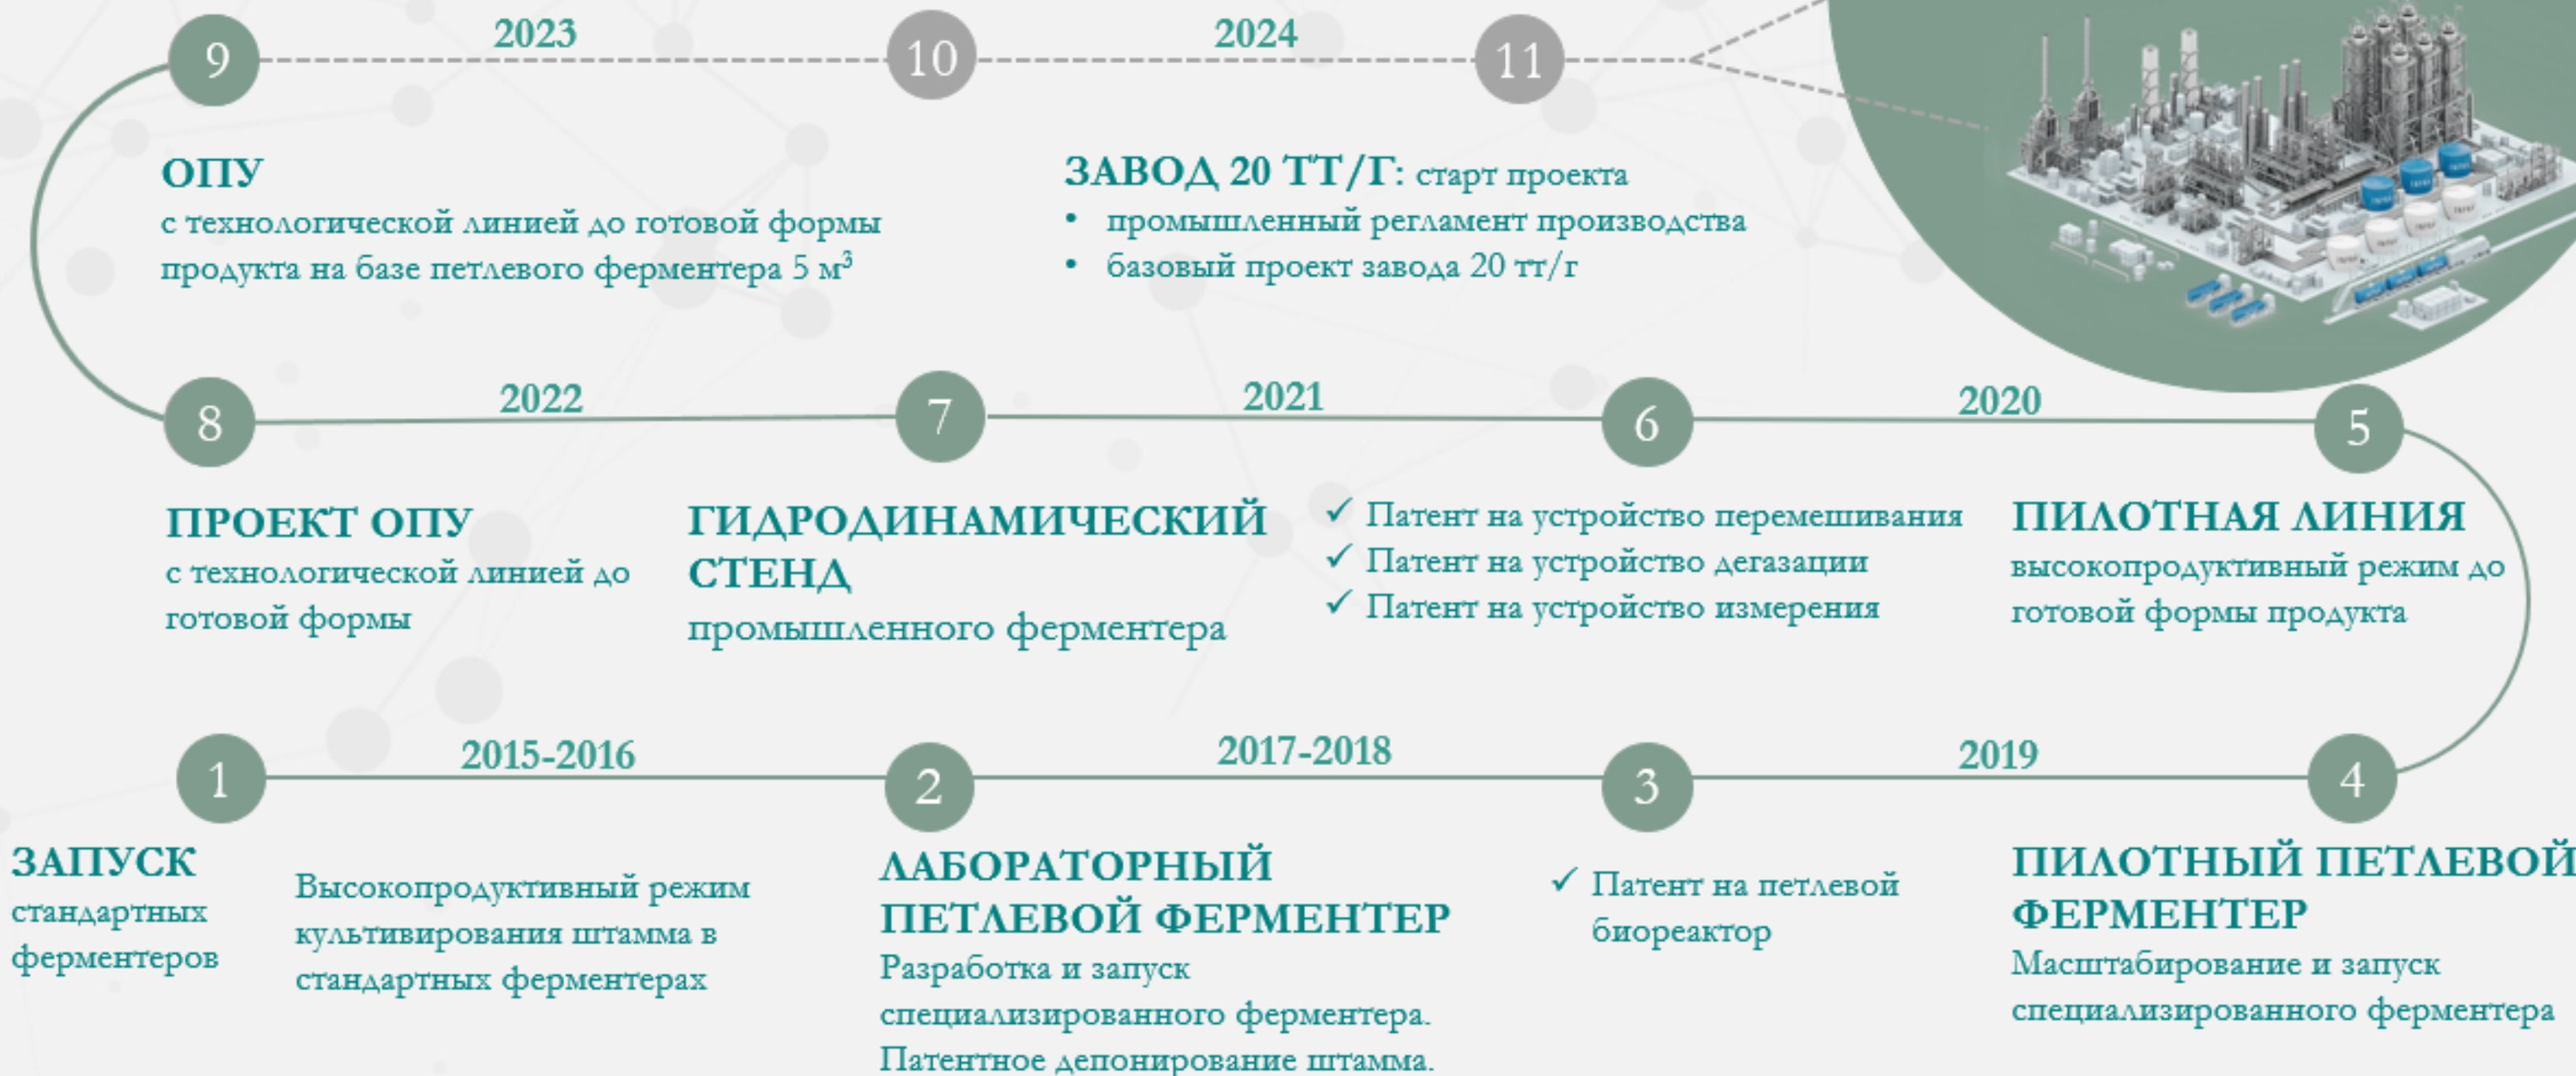 2023
2024
9
10
11
ОПУ
с технологической линией до готовой формы
продукта на базе петлевого ферментера 5 м³
ЗАВОД 20 ТТ/Г: старт проекта
• промышленный регламент производства
• базовый проект завода 20 тт/г
2022
2021
2020
8
7
6
5
ПРОЕКТ ОПУ
с технологической линией до
готовой формы
ГИДРОДИНАМИЧЕСКИЙ
СТЕНД
промышленного ферментера
✓ Патент на устройство перемешивания
✓ Патент на устройство дегазации
✓ Патент на устройство измерения
ПИЛОТНАЯ ЛИНИЯ
высокопродуктивный режим до
готовой формы продукта
2015-2016
2017-2018
2019
1
2
3
4
ЗАПУСК
стандартных
ферментеров
Высокопродуктивный режим
культивирования штамма в
стандартных ферментерах
ЛАБОРАТОРНЫЙ
ПЕТЛЕВОЙ ФЕРМЕНТЕР
Разработка и запуск
специализированного ферментера.
Патентное депонирование штамма.
✓ Патент на петлевой
биореактор
ПИЛОТНЫЙ ПЕТЛЕВОЙ
ФЕРМЕНТЕР
Масштабирование и запуск
специализированного ферментера